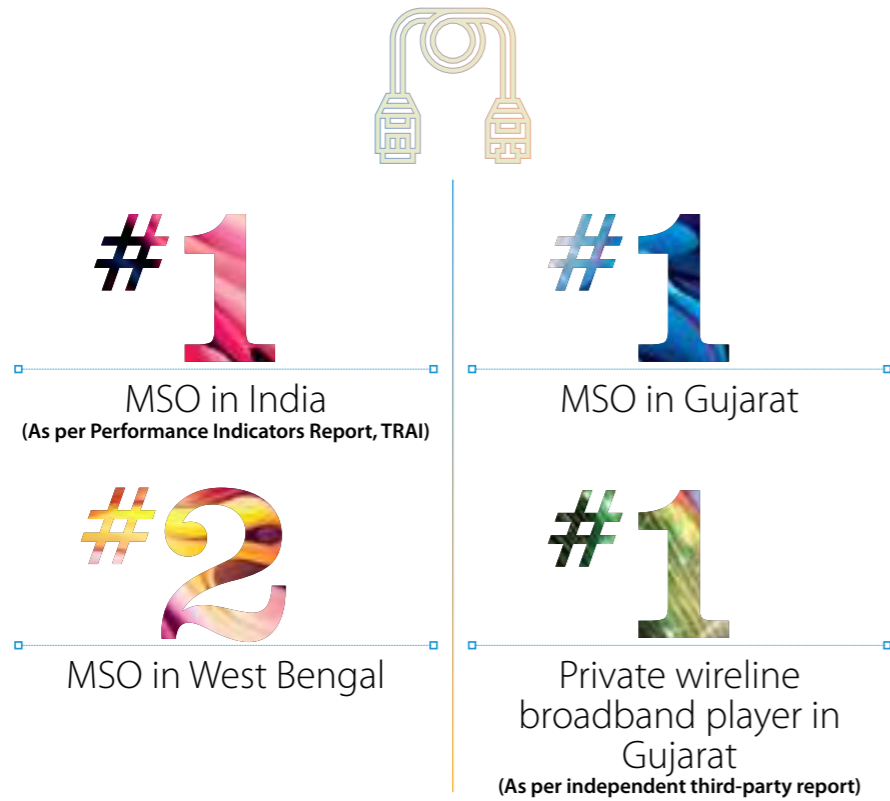 #1
MSO in India
(As per Performance Indicators Report, TRAI)
#1
MSO in Gujarat
#2
MSO in West Bengal
#1
Private wireline
broadband player in
Gujarat
(As per independent third-party report)